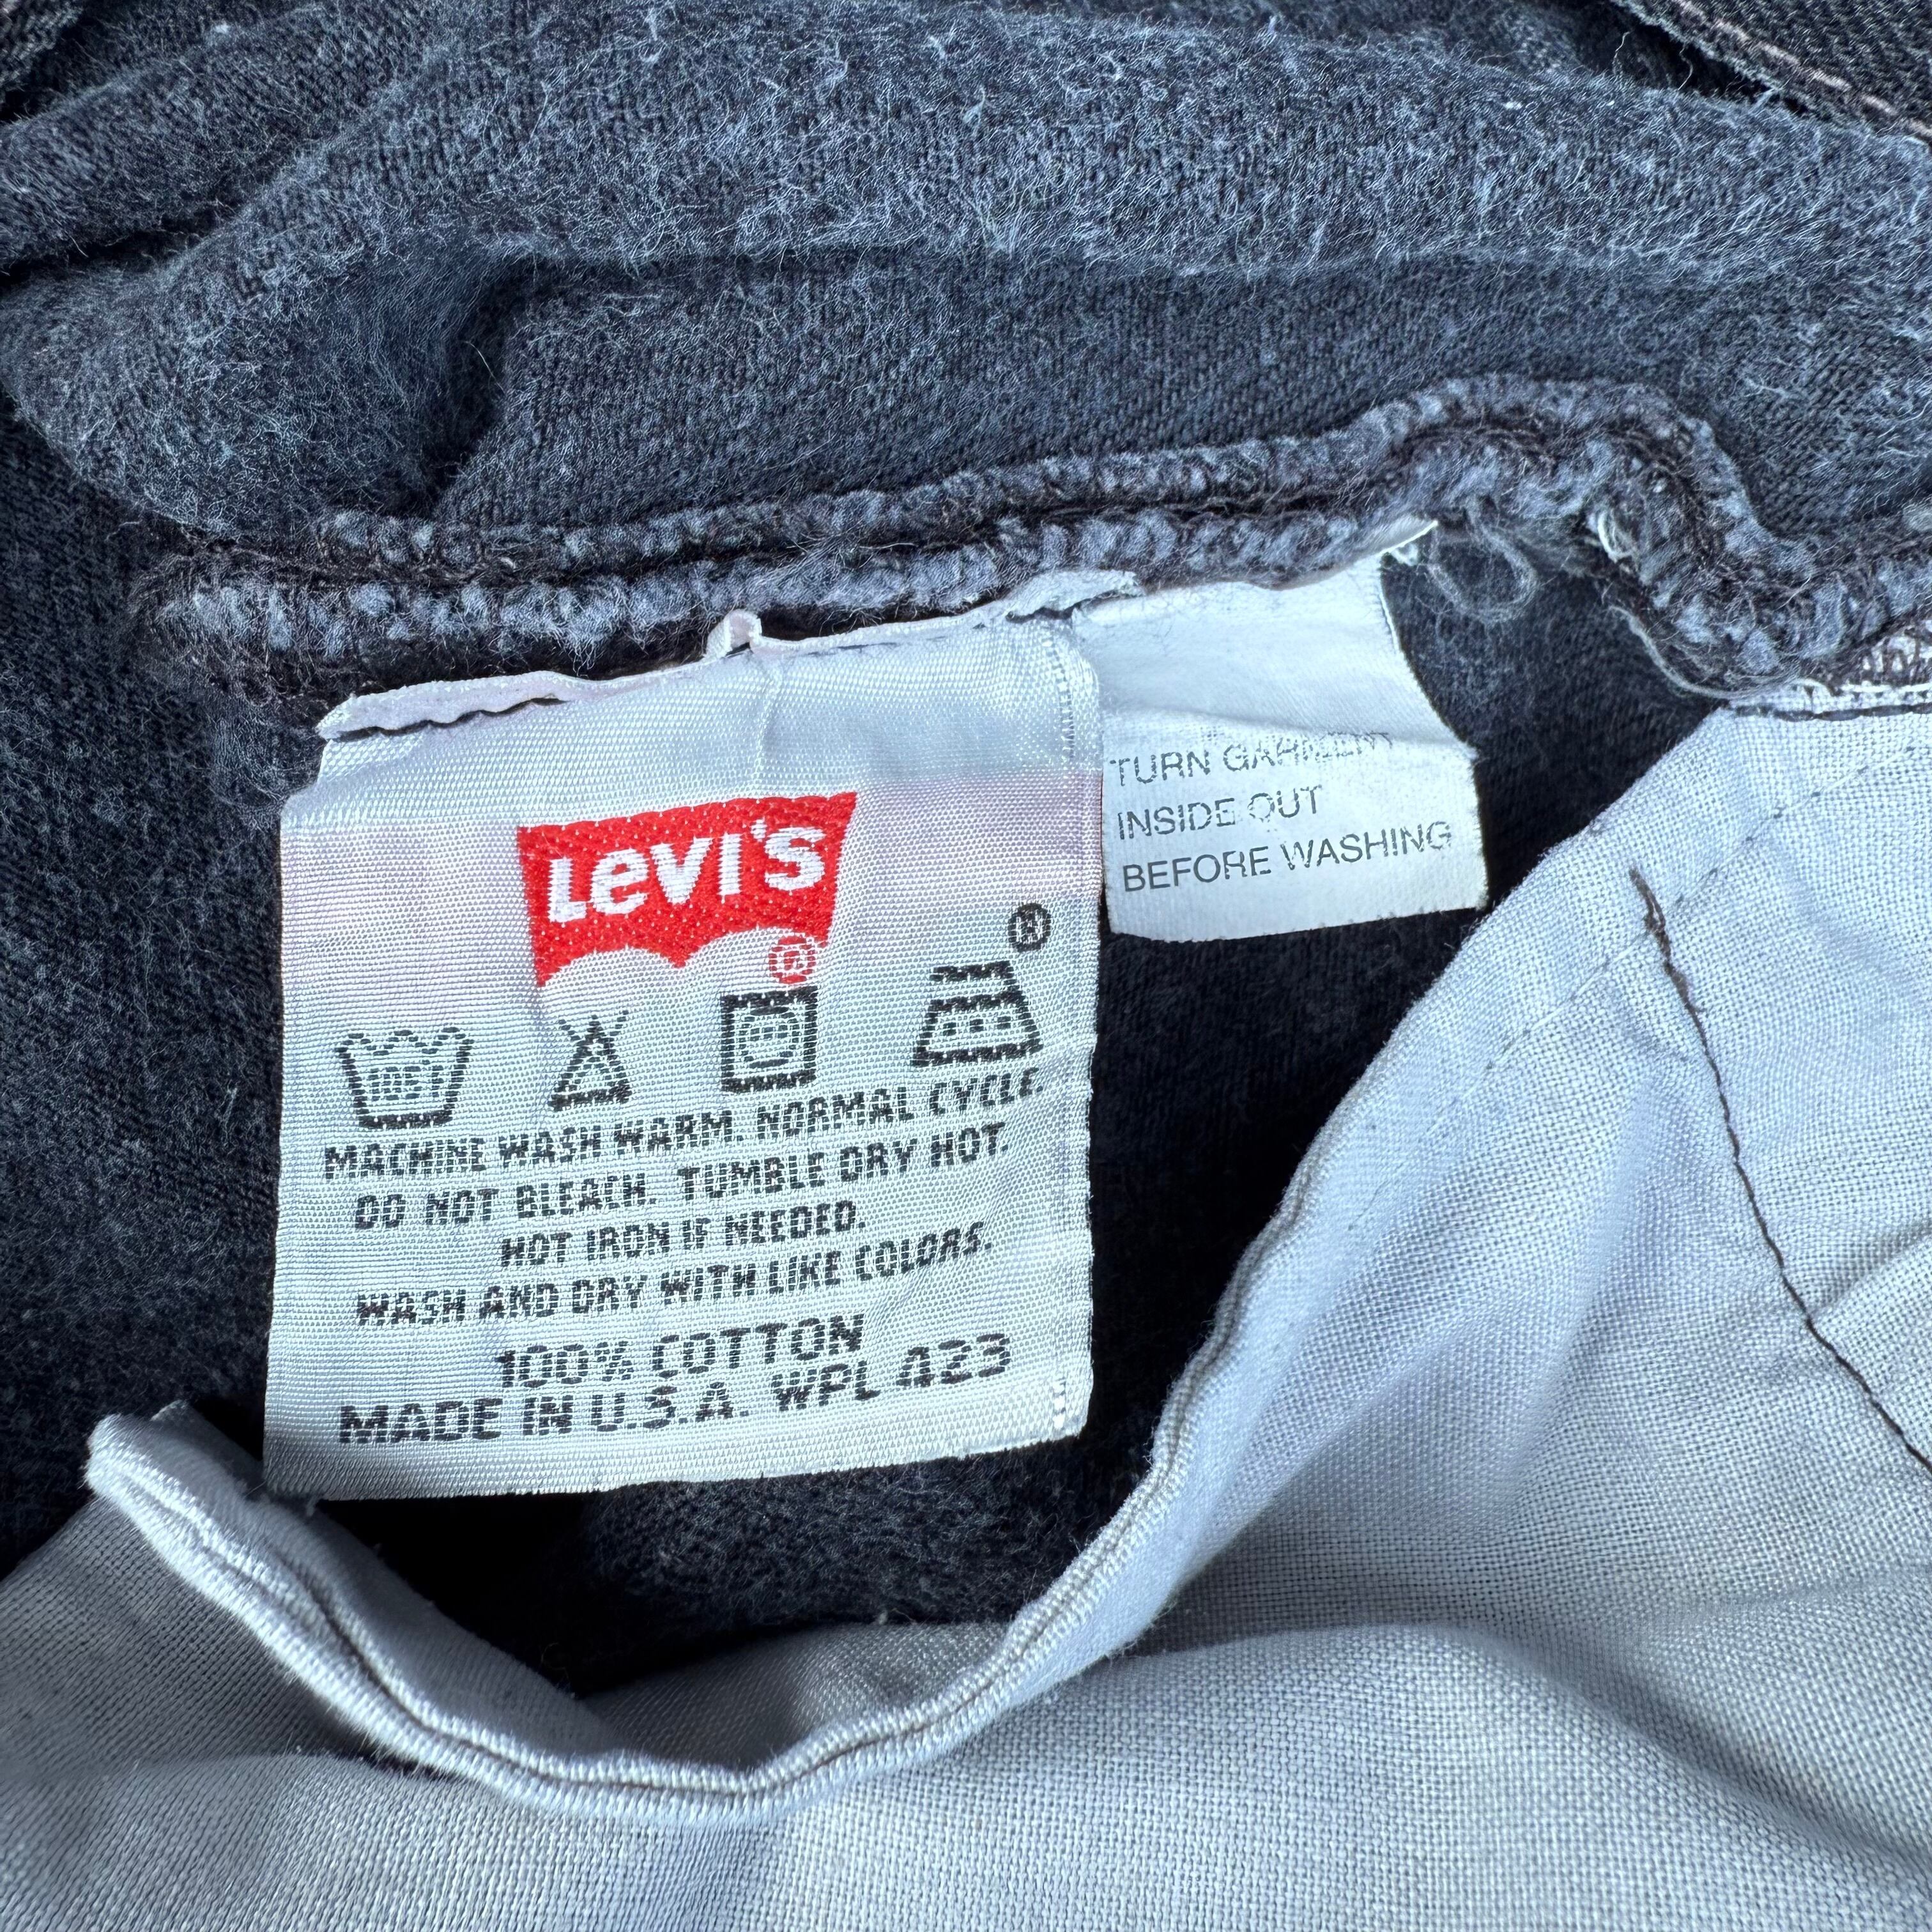 LEVI'S
®
®
105F
MACHINE WASH WARM. NORMAL CYCLE.
DO NOT BLEACH. TUMBLE DRY HOT.
HOT IRON IF NEEDED.
WASH AND DRY WITH LIKE COLORS.
100% COTTON
MADE IN U.S.A. WPL 423
TURN GARMENT
INSIDE OUT
BEFORE WASHING